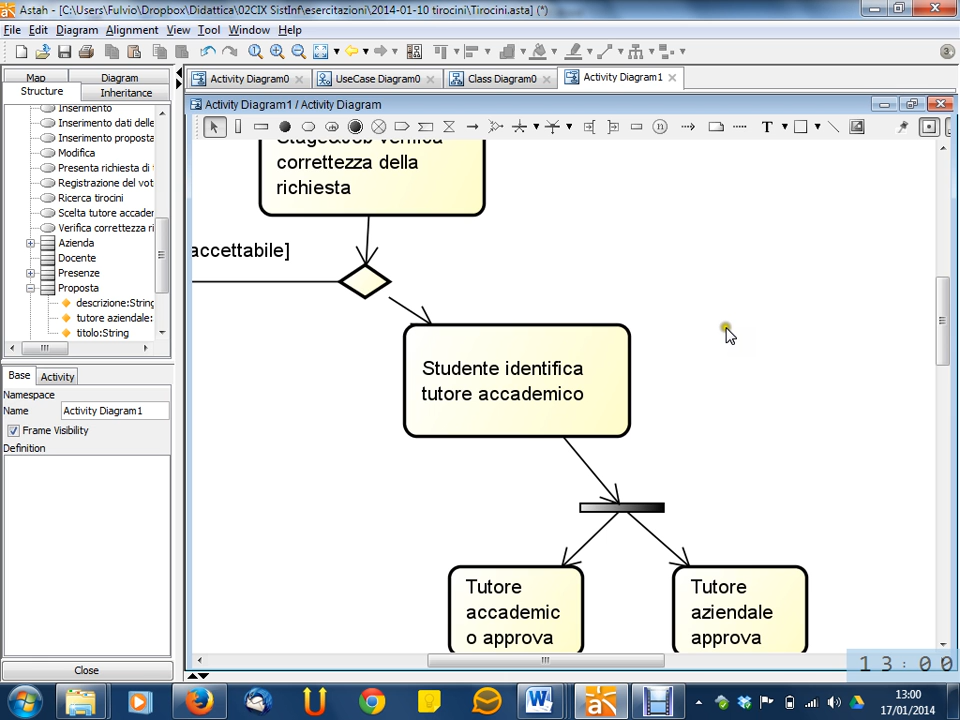 Astah - [C:\Users\Fulvio\Dropbox\Didattica\02CIX SistInf\esercitazioni\2014-01-10 tirocini\Tirocini.asta] (*)
File Edit Diagram Alignment View Tool Window Help
Map Diagram
Structure Inheritance
Inserimento
Inserimento dati delle
Inserimento proposta
Modifica
Presenta richiesta di
Registrazione del vot
Ricerca tirocini
Scelta tutore accader
Verifica correttezza ri
Azienda
Docente
Presenze
Proposta
descrizione:String
tutore aziendale:
titolo:String
Base Activity
Namespace
Name Activity Diagram1
Frame Visibility
Definition
Close
Activity Diagram0 UseCase Diagram0 Class Diagram0 Activity Diagram1
Activity Diagram1 / Activity Diagram
correttezza della
richiesta
accettabile]
Studente identifica
tutore accademico
Tutore
accademic
o approva
Tutore
aziendale
approva
13:00
13:00
17/01/2014